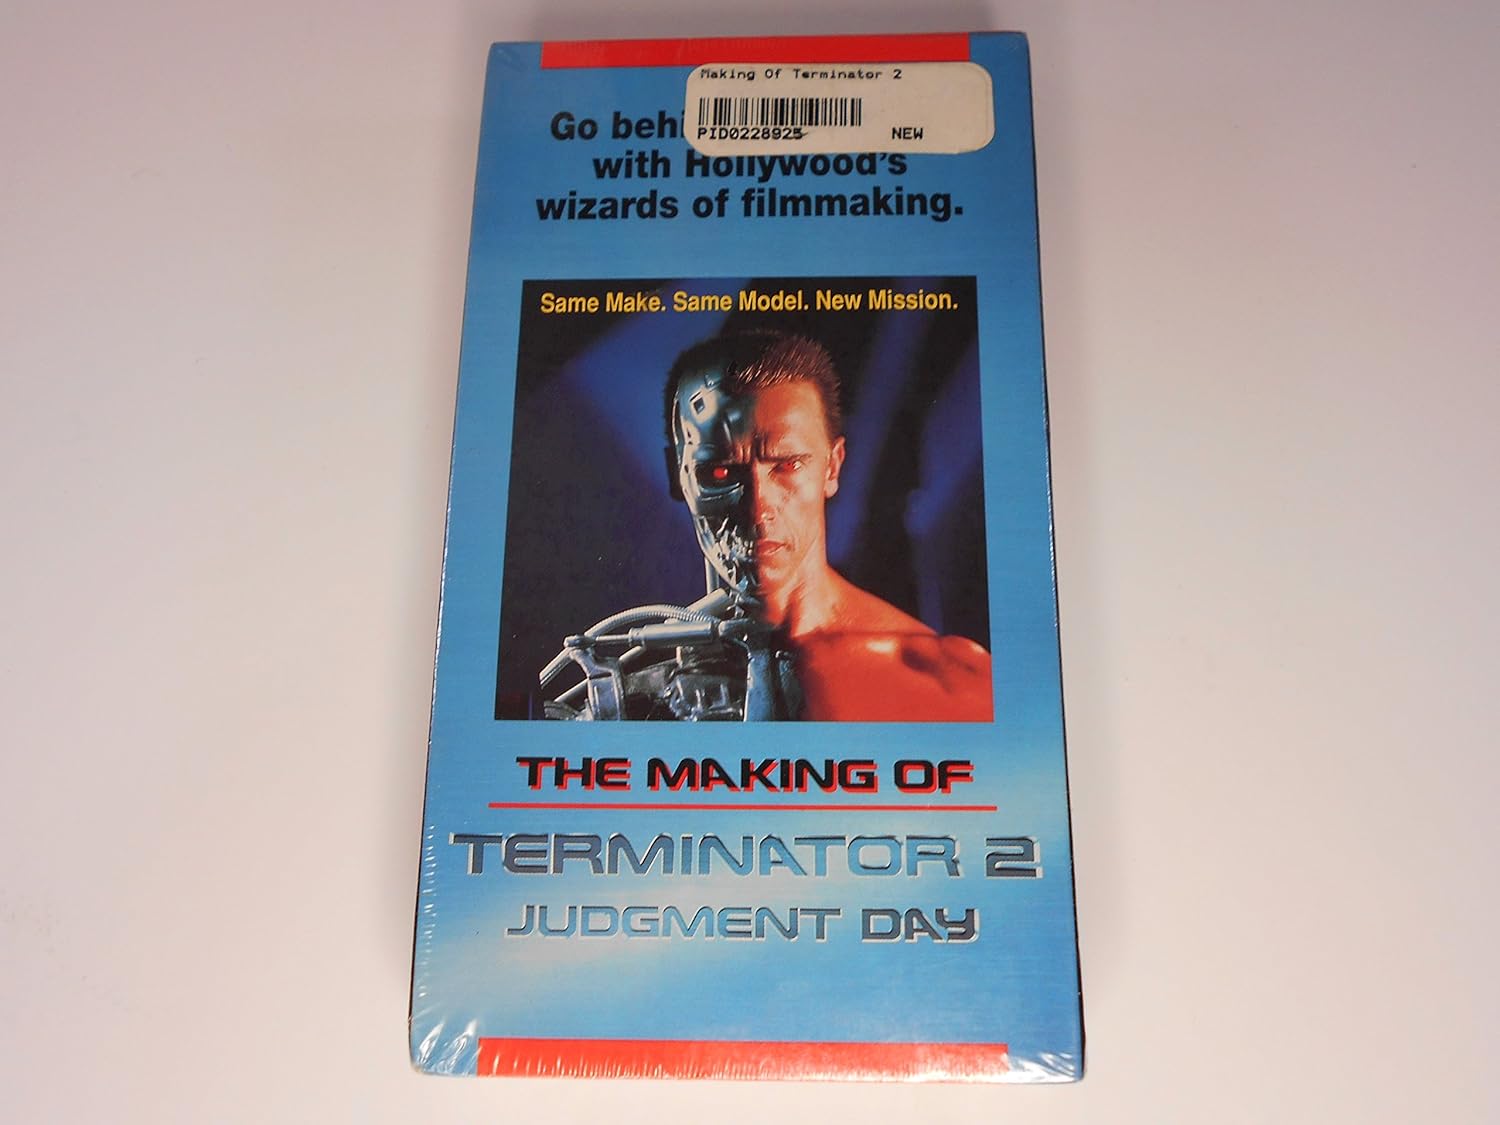 Making Of Terminator 2
PID0228925
NEW
Go behi
with Hollywood's
wizards of filmmaking.
Same Make. Same Model. New Mission.
THE MAKING OF
TERMINATOR 2
JUDGMENT DAY